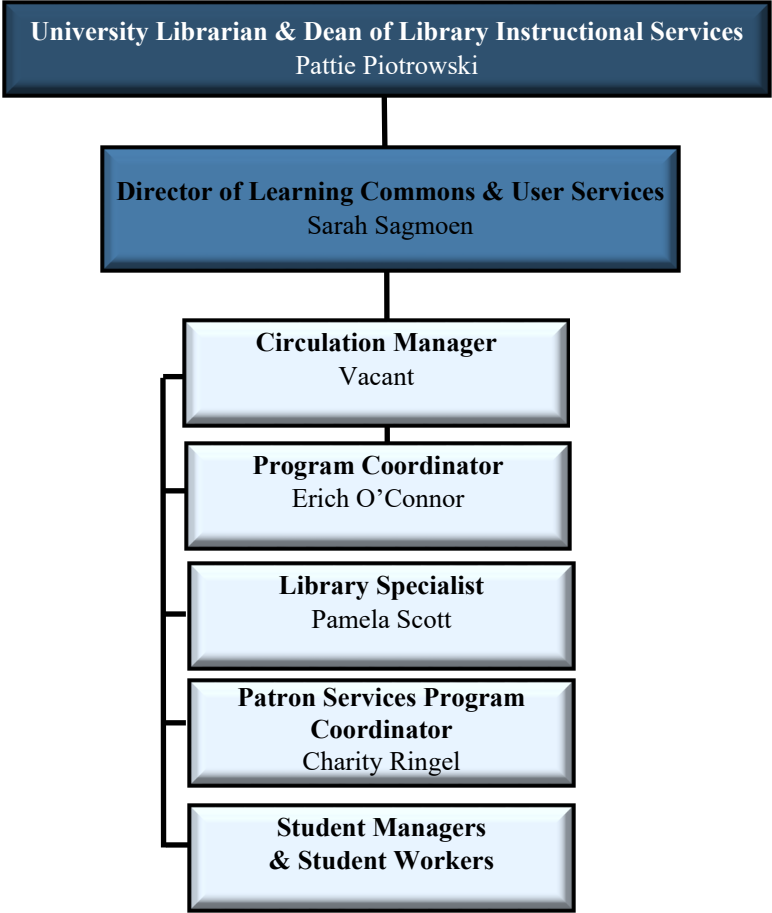 University Librarian & Dean of Library Instructional Services
Pattie Piotrowski
Director of Learning Commons & User Services
Sarah Sagmoen
Circulation Manager
Vacant
Program Coordinator
Erich O’Connor
Library Specialist
Pamela Scott
Patron Services Program
Coordinator
Charity Ringel
Student Managers
& Student Workers